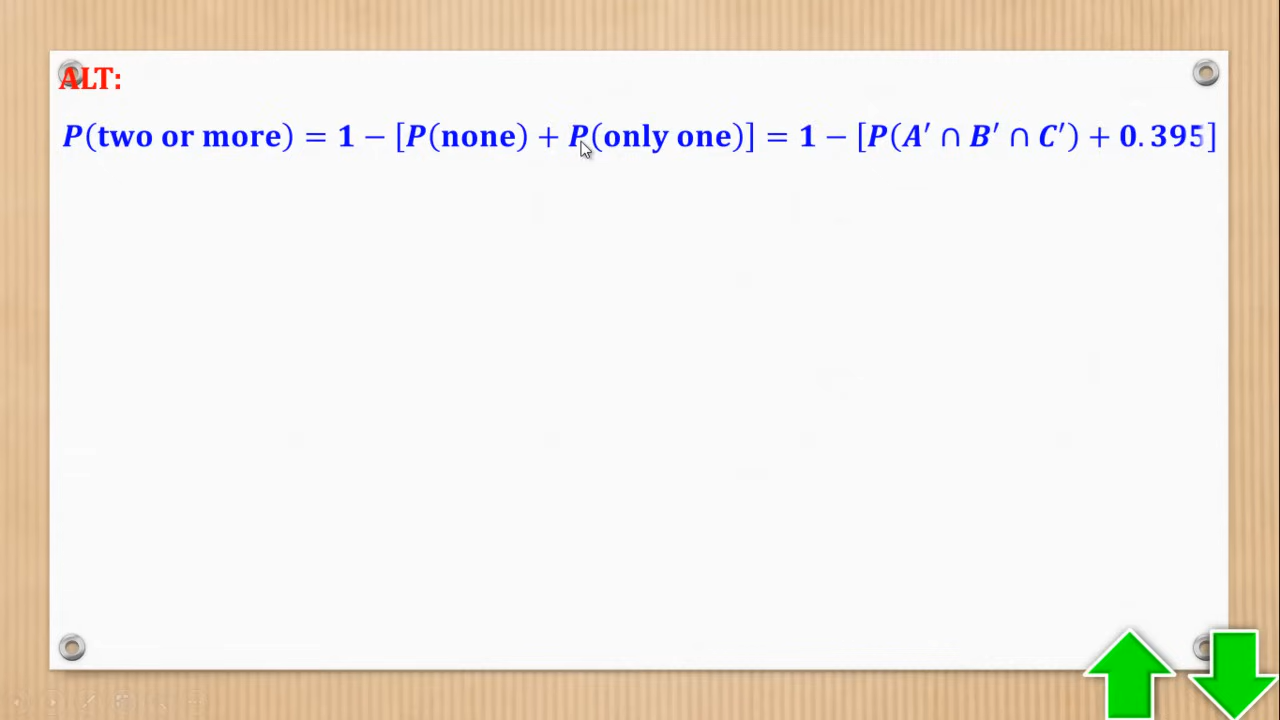 ALT:
P(two or more) = 1 − [P(none) + P(only one)] = 1 − [P(A′ ∩ B′ ∩ C′) + 0.395]